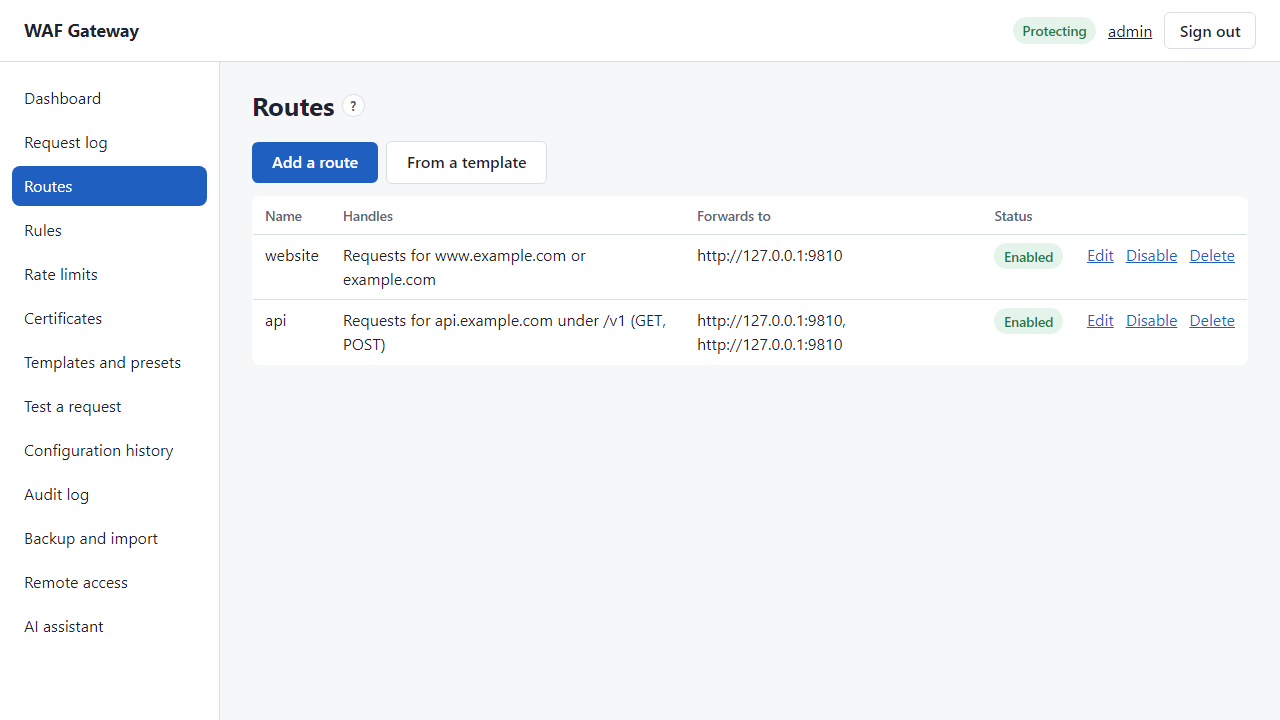 WAF Gateway
Protecting
admin
Sign out
Dashboard
Request log
Routes
Rules
Rate limits
Certificates
Templates and presets
Test a request
Configuration history
Audit log
Backup and import
Remote access
AI assistant
Routes ?
Add a route
From a template
Name Handles Forwards to Status
website Requests for www.example.com or http://127.0.0.1:9810 Enabled Edit Disable Delete
example.com
api Requests for api.example.com under /v1 (GET, http://127.0.0.1:9810, Enabled Edit Disable Delete
POST) http://127.0.0.1:9810